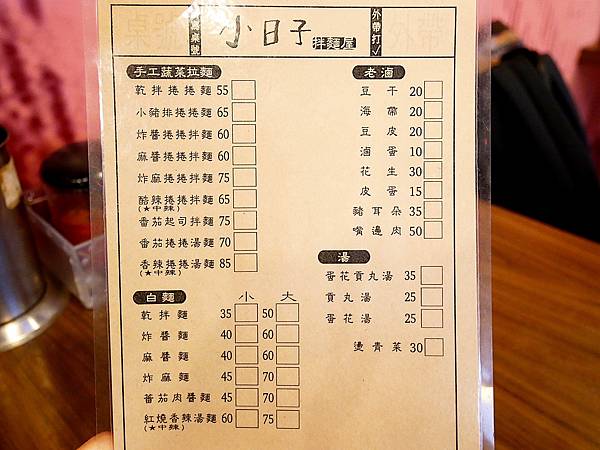 桌號
小日子
拌麵屋
外帶打✓
手工蔬菜拉麵
乾拌捲捲麵 55
小豬排捲捲麵 65
炸醬捲捲拌麵 60
麻醬捲捲拌麵 60
炸麻捲捲拌麵 75
酷辣捲捲拌麵 65
(★中辣)
番茄起司拌麵 75
番茄捲捲湯麵 70
香辣捲捲湯麵 85
(★中辣)
白麵 小 大
乾拌麵 35 50
炸醬麵 40 60
麻醬麵 40 60
炸麻麵 45 70
蕃茄肉醬麵 45 70
紅燒香辣湯麵 60 75
(★中辣)
老滷
豆干 20
海帶 20
豆皮 20
滷蛋 10
花生 30
皮蛋 15
豬耳朵 35
嘴邊肉 50
湯
蛋花貢丸湯 35
貢丸湯 25
蛋花湯 25
燙青菜 30